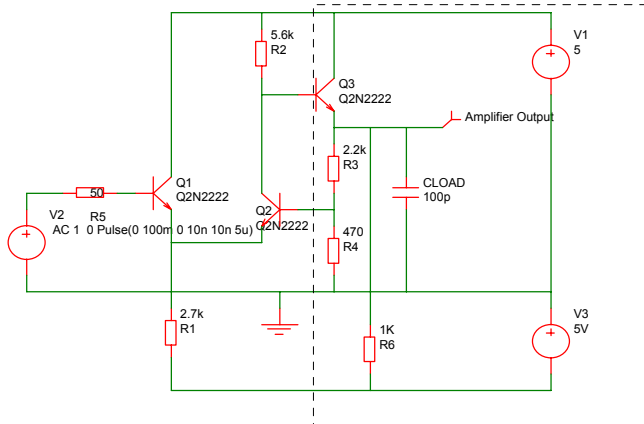 5.6k
R2
V1
5
Q3
Q2N2222
Amplifier Output
2.2k
R3
Q1
Q2N2222
CLOAD
100p
50
R5
V2
AC 1 0 Pulse(0 100m 0 10n 10n 5u)
Q2
Q2N2222
470
R4
2.7k
R1
1K
R6
V3
5V